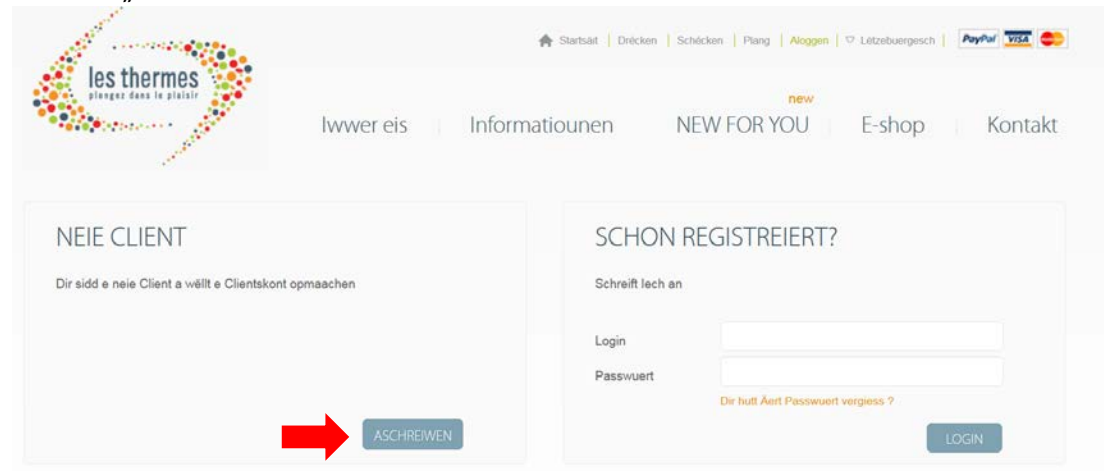 „
les thermes
plongez dans le plaisir
Startsäit | Drécken | Schécken | Plang | Aloggen | Lëtzebuergesch |
PayPal VISA
new
Iwwer eis
Informatiounen
NEW FOR YOU
E-shop
Kontakt
NEIE CLIENT
Dir sidd e neie Client a wëllt e Clientskont opmaachen
ASCHREIWEN
SCHON REGISTREIERT?
Schreift Iech an
Login
Passwuert
Dir hutt Äert Passwuert vergiess ?
LOGIN